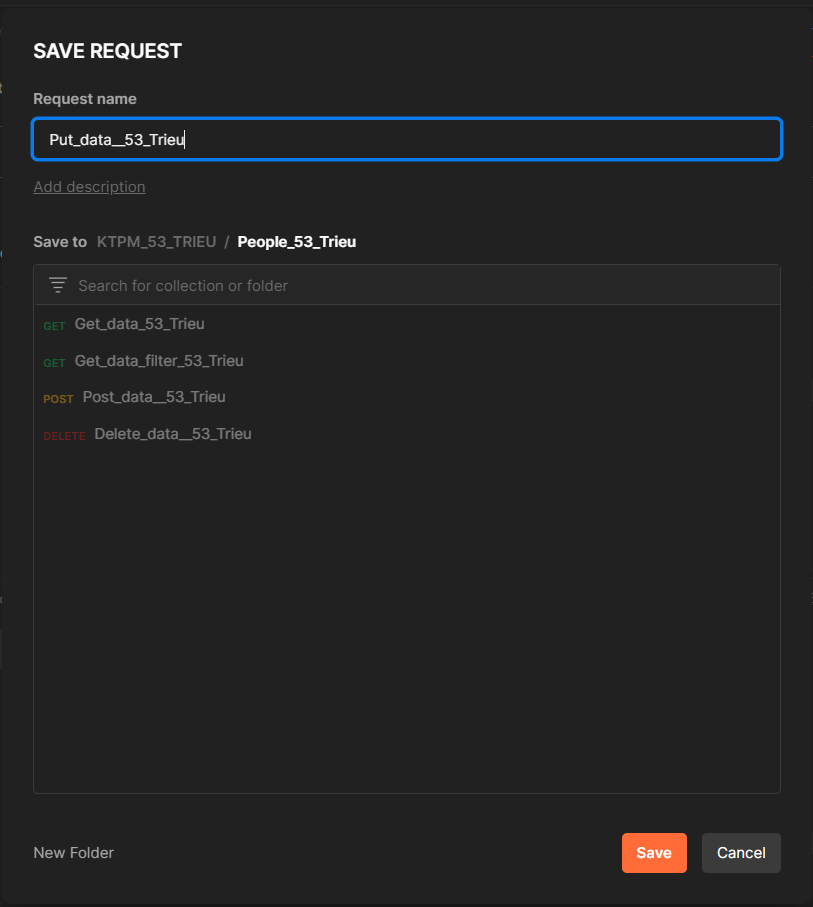 SAVE REQUEST
Request name
Put_data__53_Trieu
Add description
Save to KTPM_53_TRIEU / People_53_Trieu
Search for collection or folder
GET Get_data_53_Trieu
GET Get_data_filter_53_Trieu
POST Post_data__53_Trieu
DELETE Delete_data__53_Trieu
New Folder Save Cancel